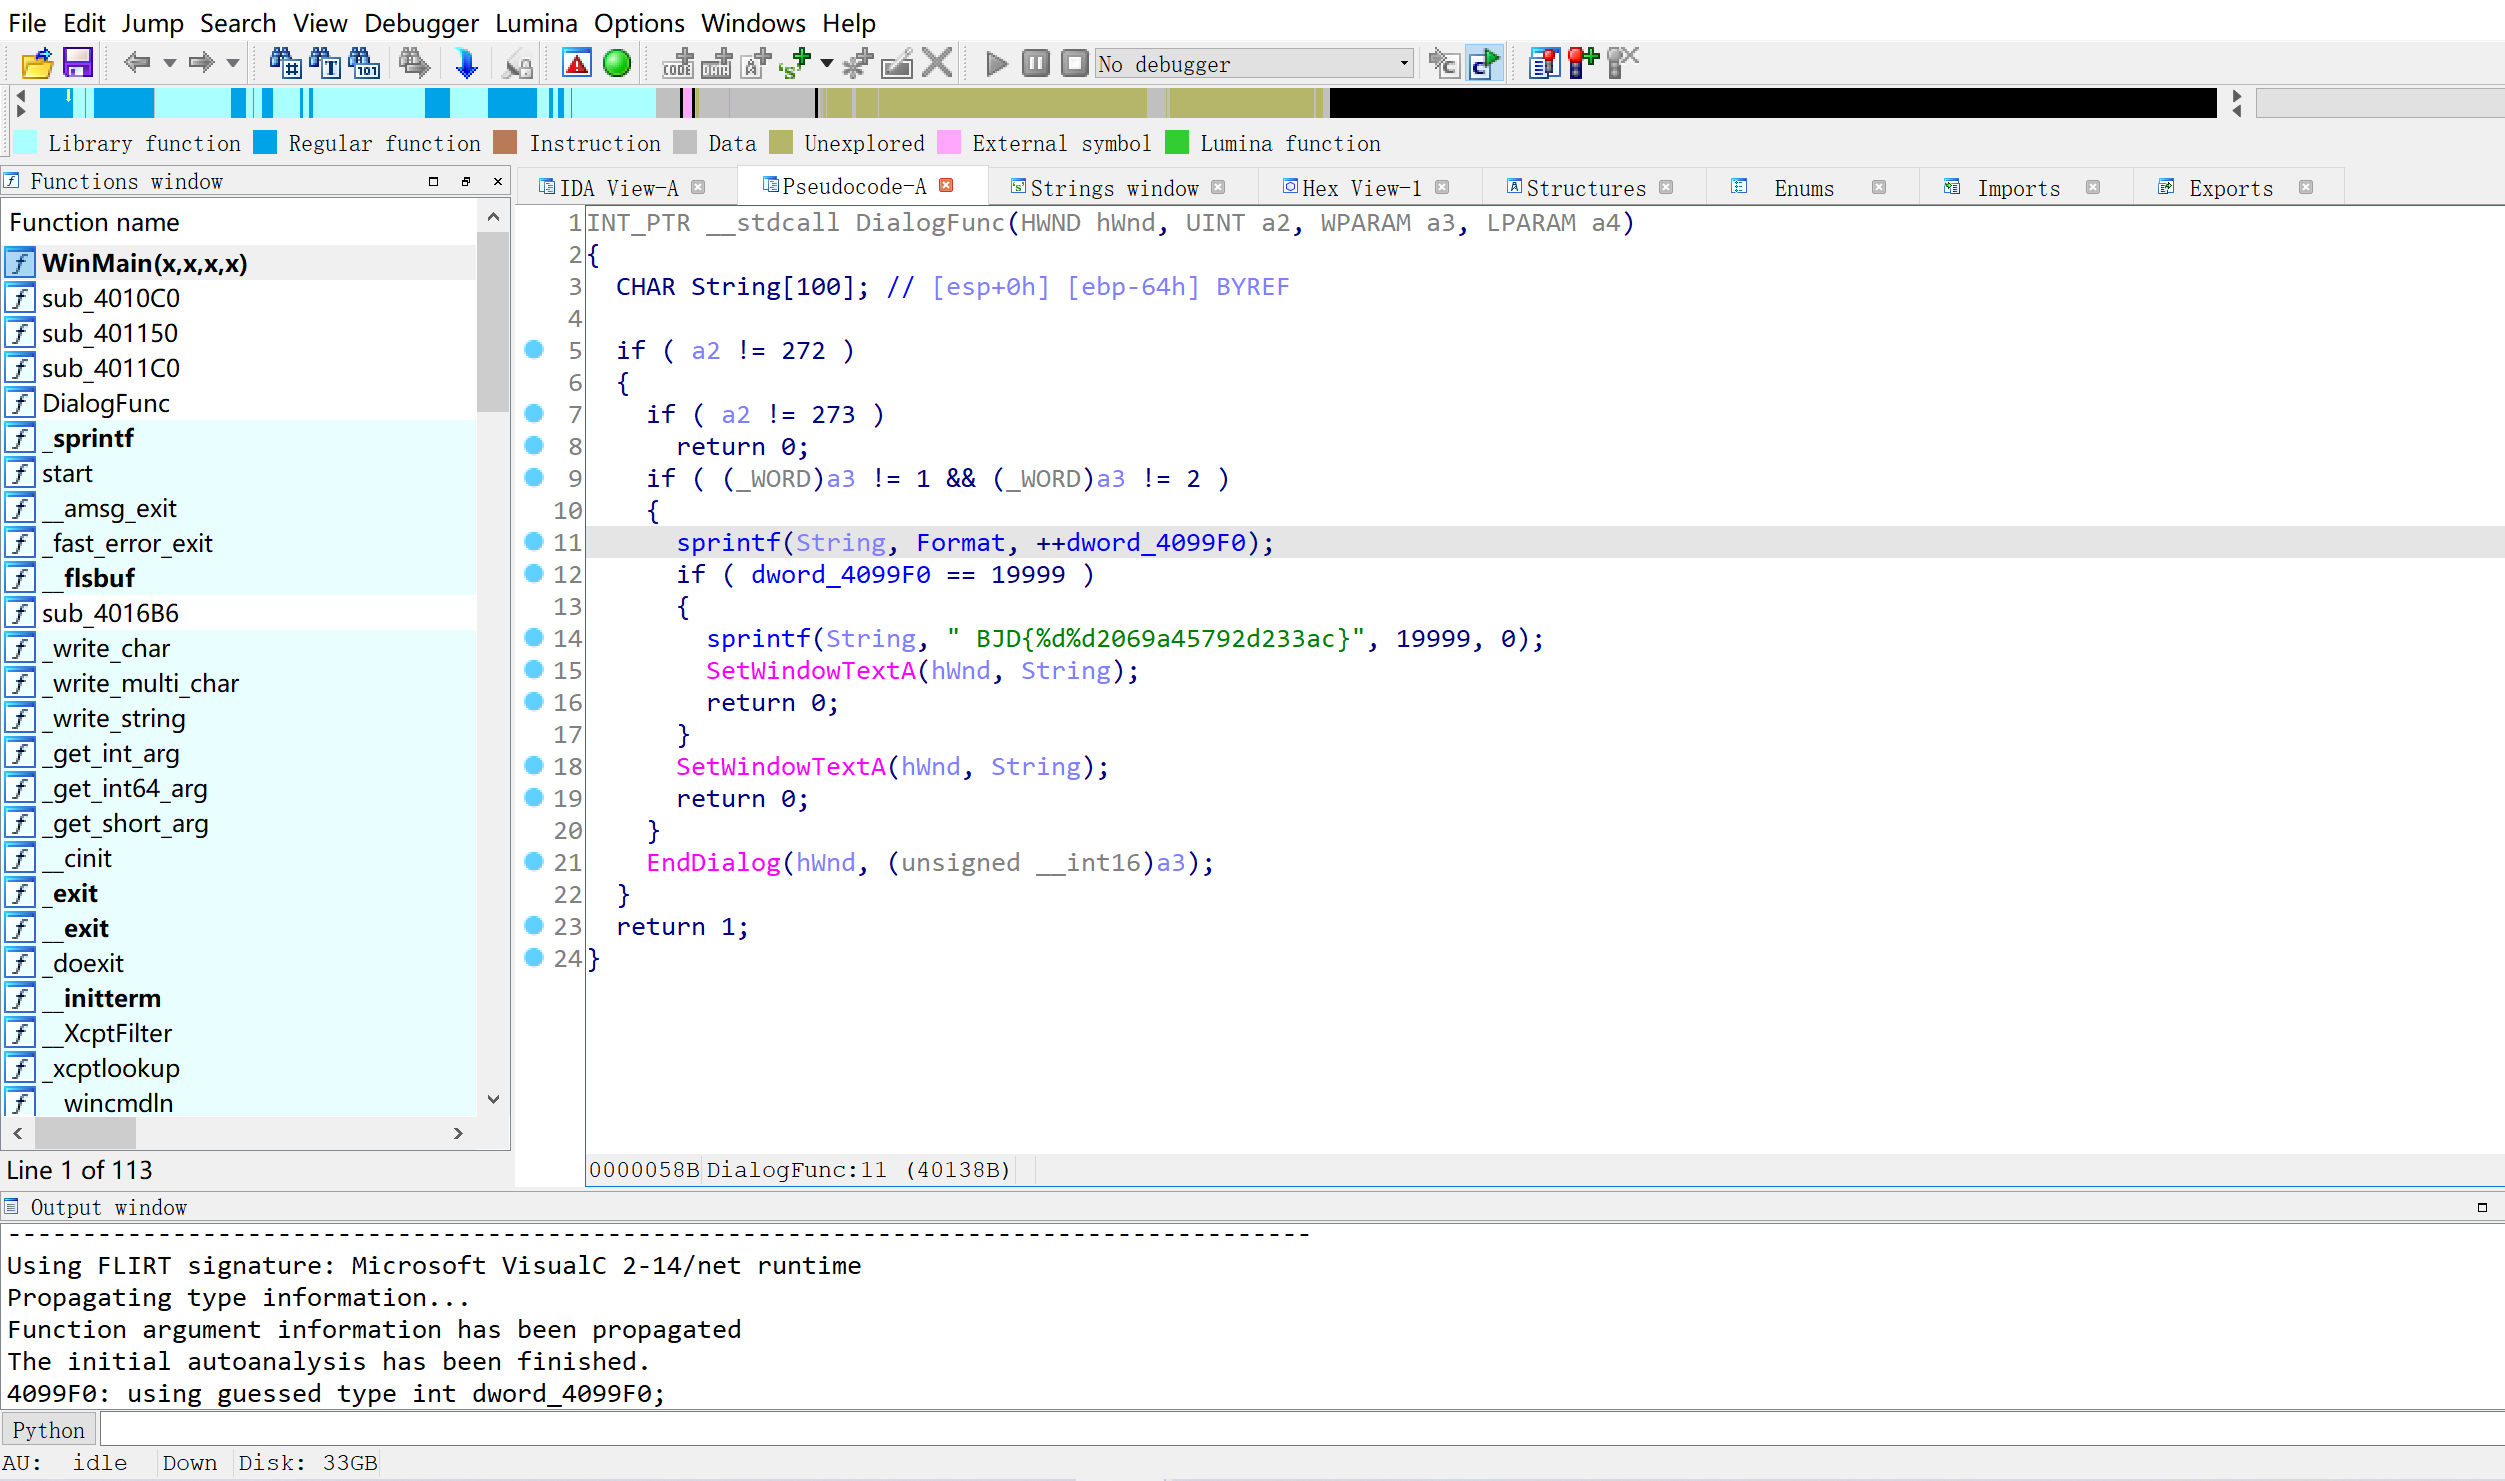 File Edit Jump Search View Debugger Lumina Options Windows Help
No debugger
Library function Regular function Instruction Data Unexplored External symbol Lumina function
Functions window
Function name
WinMain(x,x,x,x)
sub_4010C0
sub_401150
sub_4011C0
DialogFunc
_sprintf
start
__amsg_exit
_fast_error_exit
__flsbuf
sub_4016B6
_write_char
_write_multi_char
_write_string
_get_int_arg
_get_int64_arg
_get_short_arg
__cinit
_exit
__exit
_doexit
__initterm
__XcptFilter
_xcptlookup
__wincmdln
Line 1 of 113
IDA View-A Pseudocode-A Strings window Hex View-1 Structures Enums Imports Exports
1 INT_PTR __stdcall DialogFunc(HWND hWnd, UINT a2, WPARAM a3, LPARAM a4)
2 {
3 CHAR String[100]; // [esp+0h] [ebp-64h] BYREF
4
5 if ( a2 != 272 )
6 {
7 if ( a2 != 273 )
8 return 0;
9 if ( (_WORD)a3 != 1 && (_WORD)a3 != 2 )
10 {
11 sprintf(String, Format, ++dword_4099F0);
12 if ( dword_4099F0 == 19999 )
13 {
14 sprintf(String, " BJD{%d%d2069a45792d233ac}", 19999, 0);
15 SetWindowTextA(hWnd, String);
16 return 0;
17 }
18 SetWindowTextA(hWnd, String);
19 return 0;
20 }
21 EndDialog(hWnd, (unsigned __int16)a3);
22 }
23 return 1;
24 }
0000058B DialogFunc:11 (40138B)
Output window
---------------------------------------------------------------------------------------
Using FLIRT signature: Microsoft VisualC 2-14/net runtime
Propagating type information...
Function argument information has been propagated
The initial autoanalysis has been finished.
4099F0: using guessed type int dword_4099F0;
Python
AU: idle Down Disk: 33GB